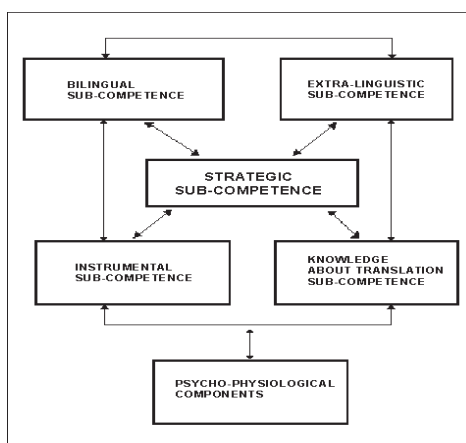 BILINGUAL
SUB-COMPETENCE
EXTRA-LINGUISTIC
SUB-COMPETENCE
STRATEGIC
SUB-COMPETENCE
INSTRUMENTAL
SUB-COMPETENCE
KNOWLEDGE
ABOUT TRANSLATION
SUB-COMPETENCE
PSYCHO-PHYSIOLOGICAL
COMPONENTS